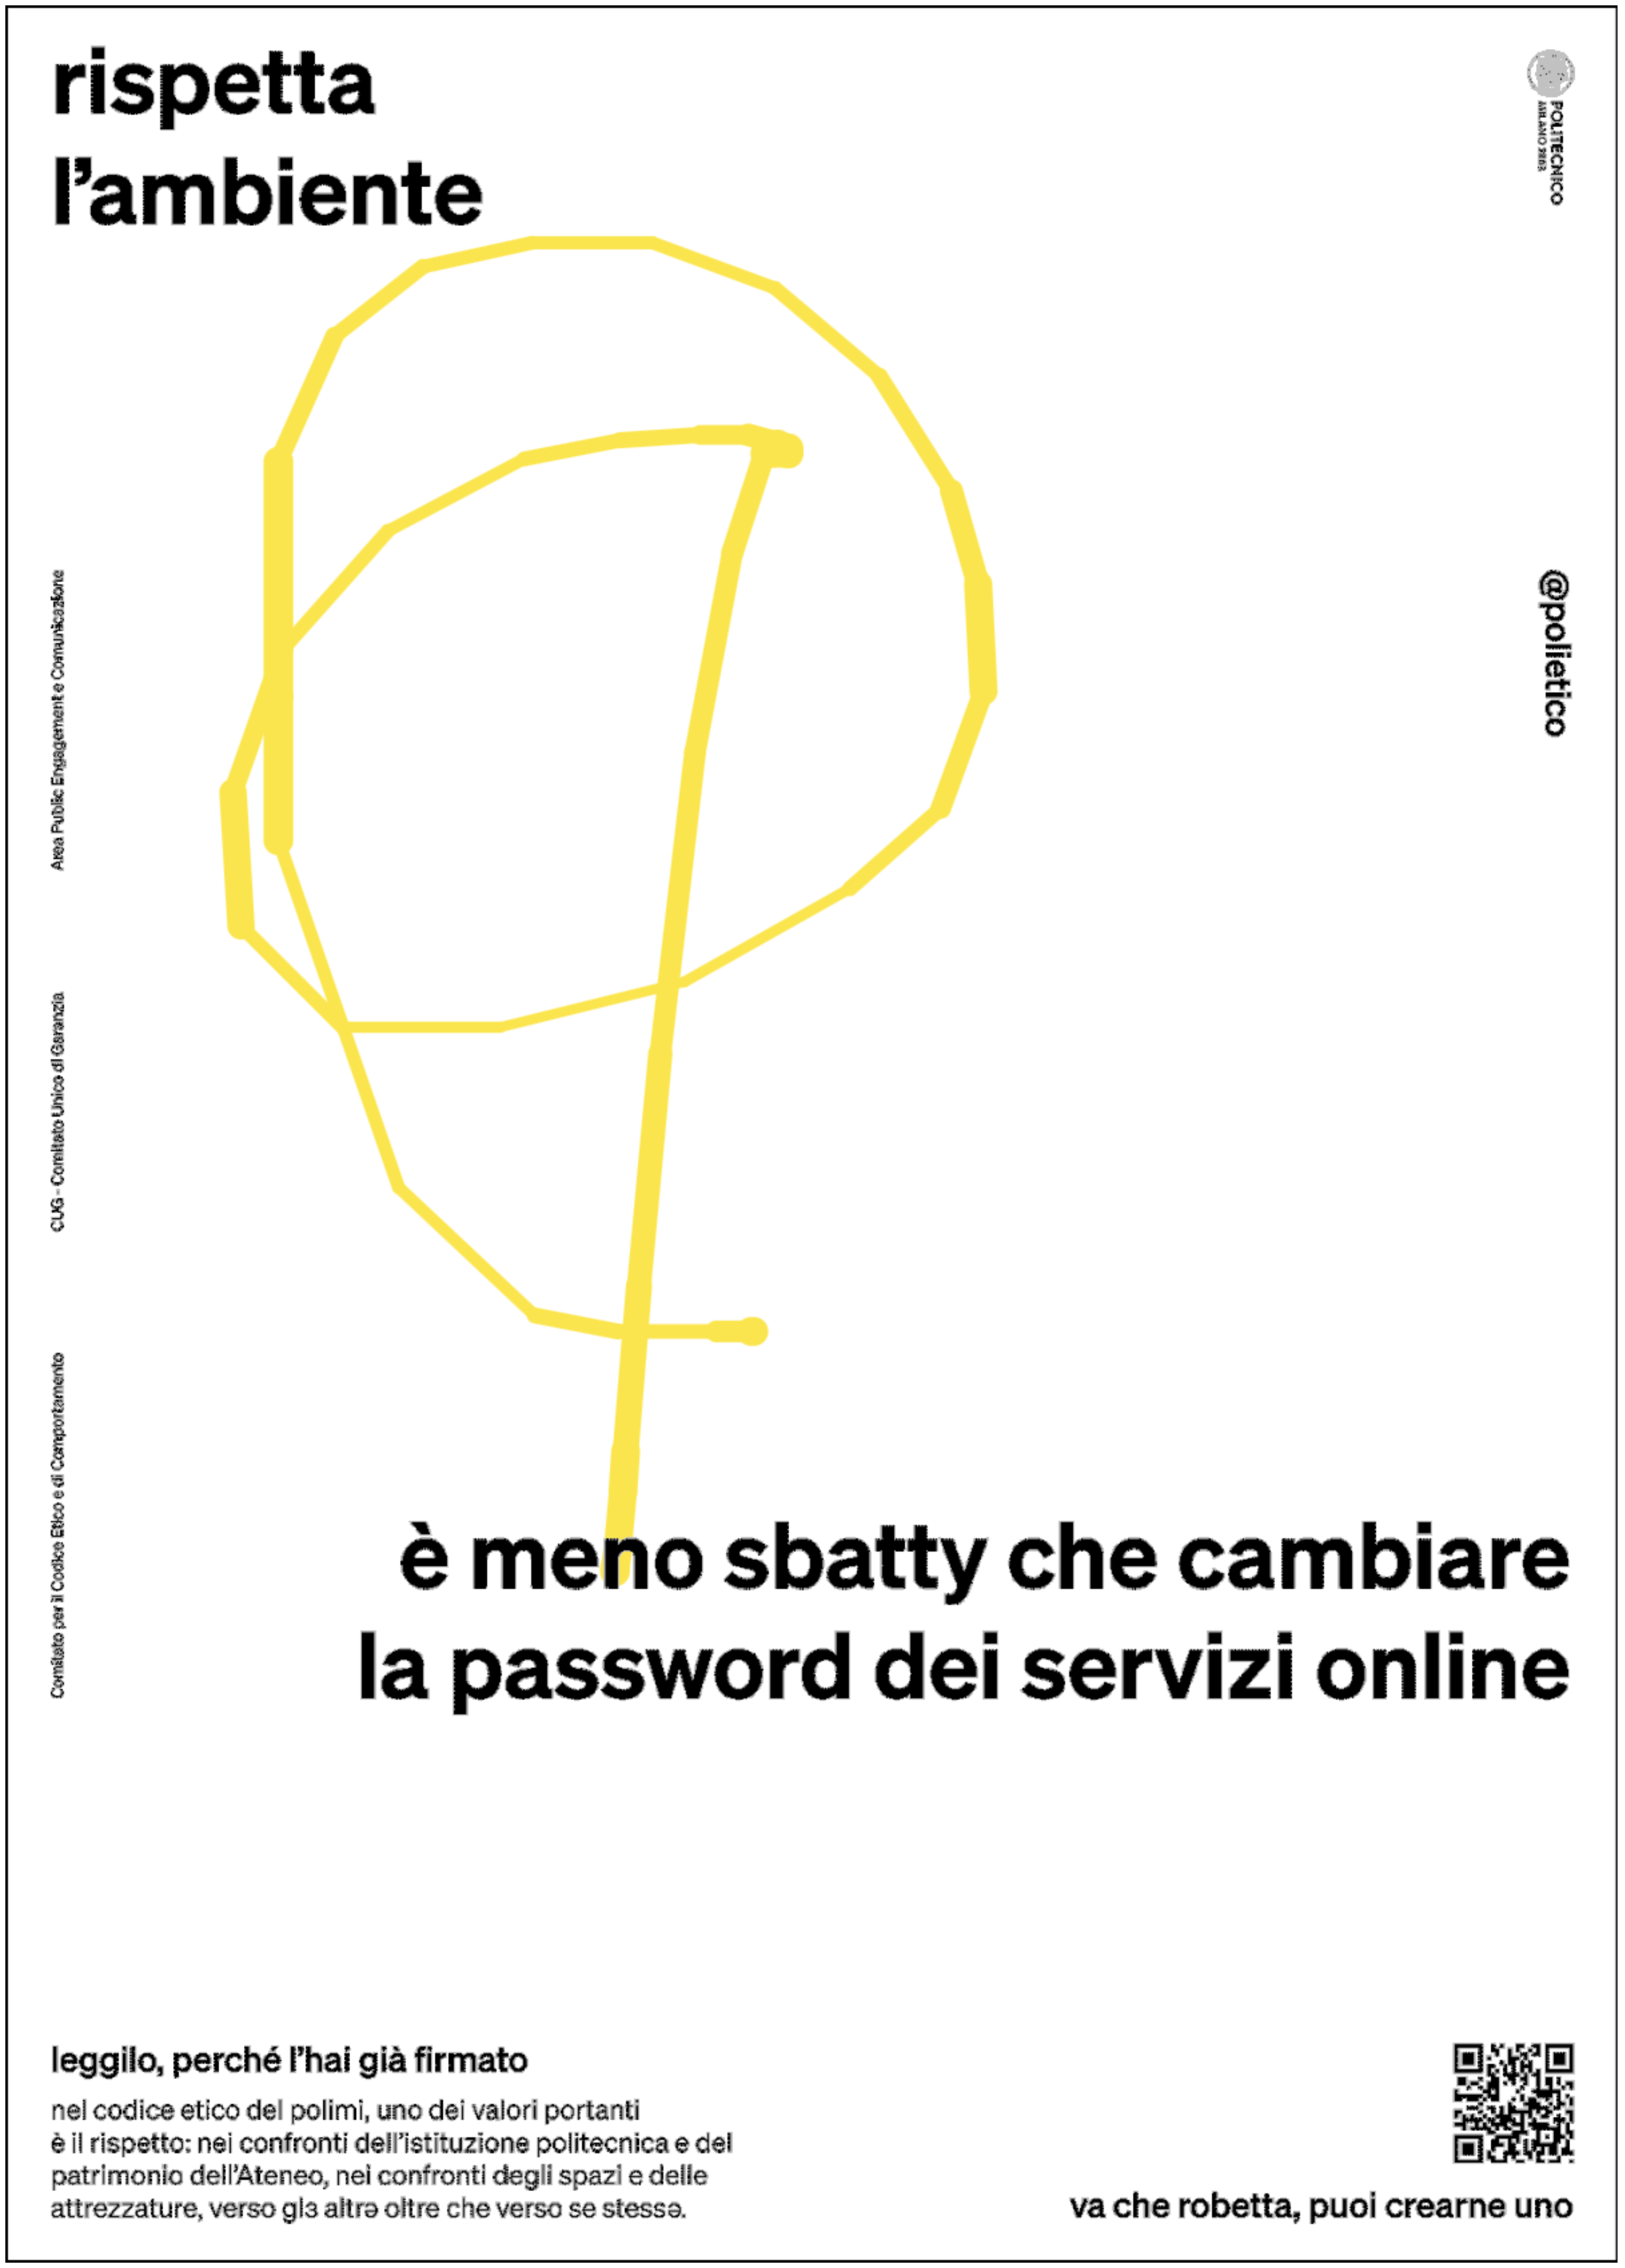 rispetta
l’ambiente
POLITECNICO
MILANO 1863
@polietico
Area Public Engagement e Comunicazione
CUG - Comitato Unico di Garanzia
Comitato per il Codice Etico e di Comportamento
è meno sbatty che cambiare
la password dei servizi online
leggilo, perché l’hai già firmato
nel codice etico del polimi, uno dei valori portanti
è il rispetto: nei confronti dell’istituzione politecnica e del
patrimonio dell’Ateneo, nei confronti degli spazi e delle
attrezzature, verso glɜ altrə oltre che verso se stessə.
va che robetta, puoi crearne uno